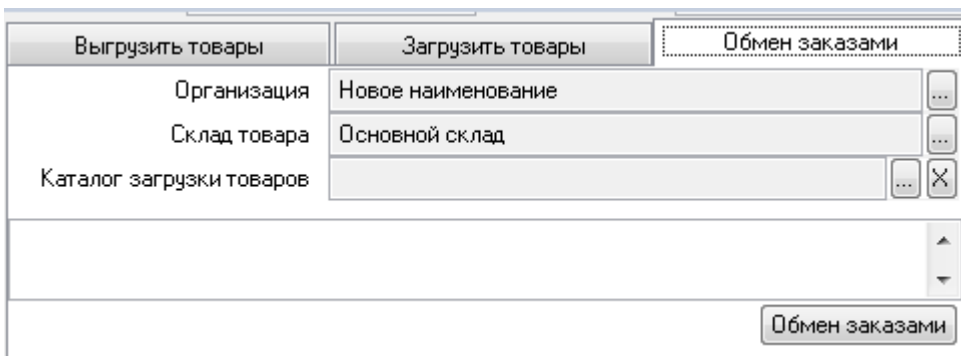 Выгрузить товары Загрузить товары Обмен заказами
Организация Новое наименование ...
Склад товара Основной склад ...
Каталог загрузки товаров ... X
Обмен заказами